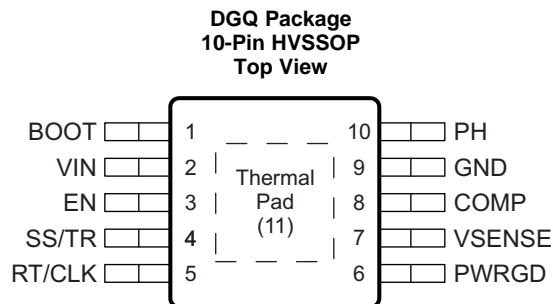 DGQ Package
10-Pin HVSSOP
Top View
BOOT 1 10 PH
VIN 2 9 GND
EN 3 8 COMP
SS/TR 4 7 VSENSE
RT/CLK 5 6 PWRGD
Thermal
Pad
(11)